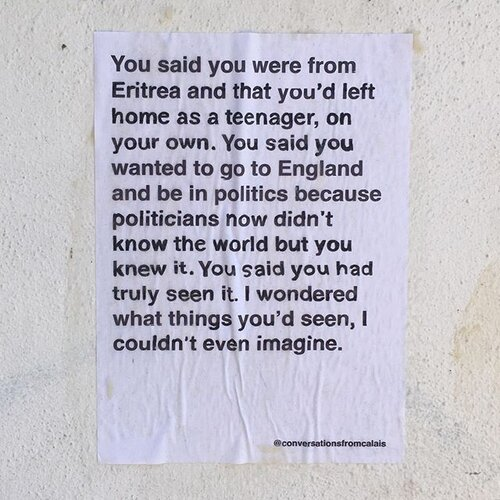 You said you were from
Eritrea and that you'd left
home as a teenager, on
your own. You said you
wanted to go to England
and be in politics because
politicians now didn't
know the world but you
knew it. You said you had
truly seen it. I wondered
what things you'd seen, I
couldn't even imagine.
@conversationsfromcalais